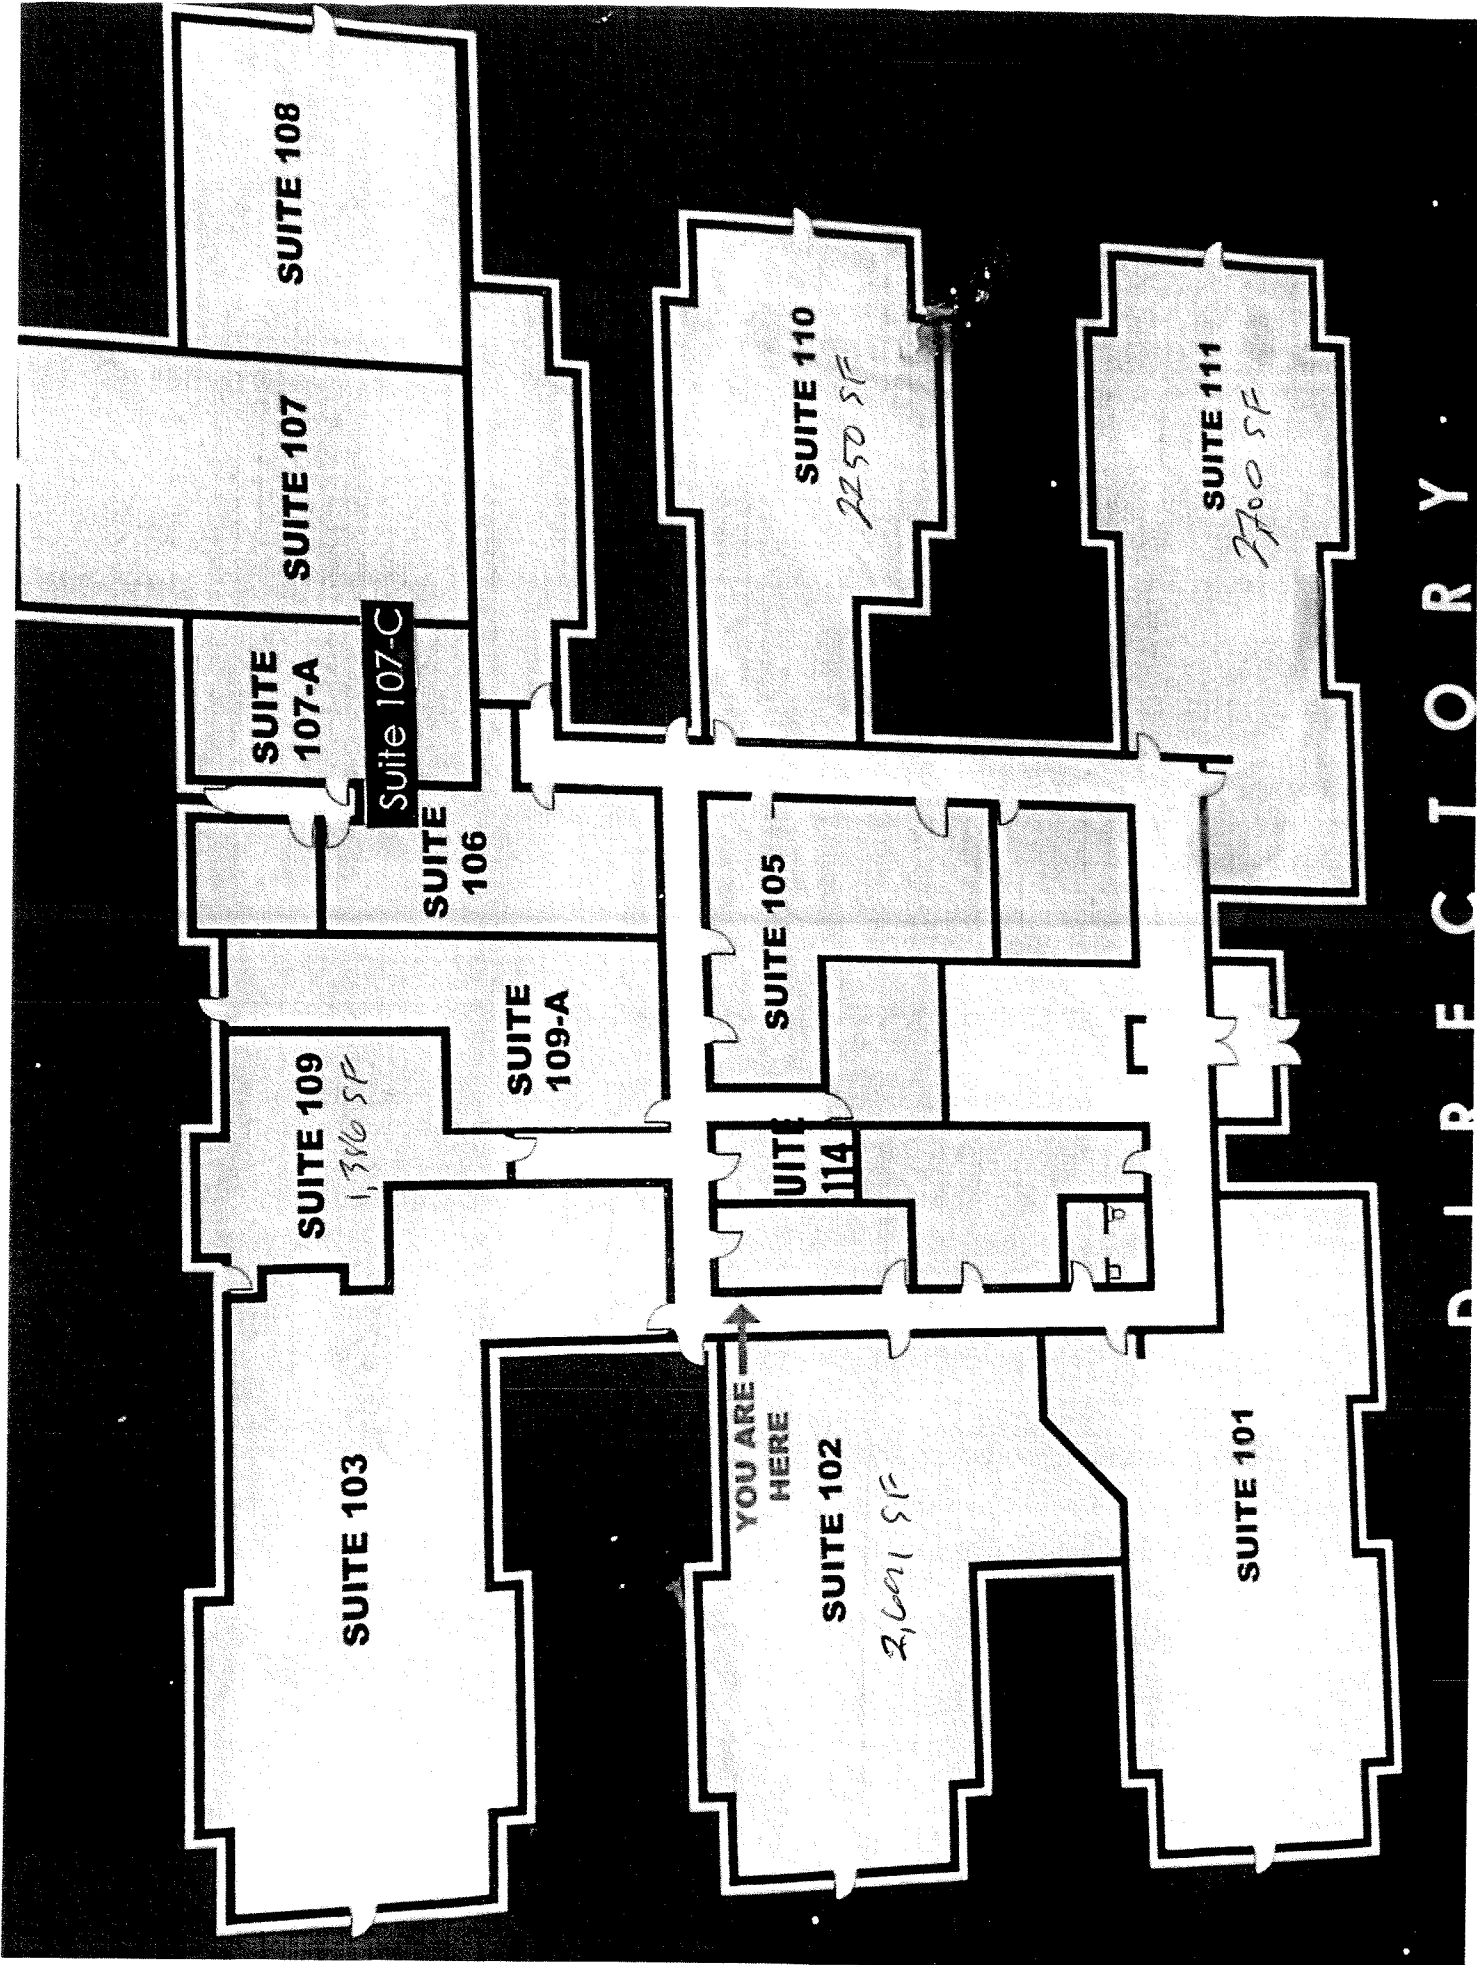 SUITE 103
SUITE 109
1,386 SF
SUITE
109-A
SUITE
106
SUITE
107-A
Suite 107-C
SUITE 107
SUITE 108
YOU ARE
HERE
SUITE 102
2,691 SF
UITE
114
SUITE 105
SUITE 110
2250 SF
SUITE 101
SUITE 111
2700 SF
DIRECTORY